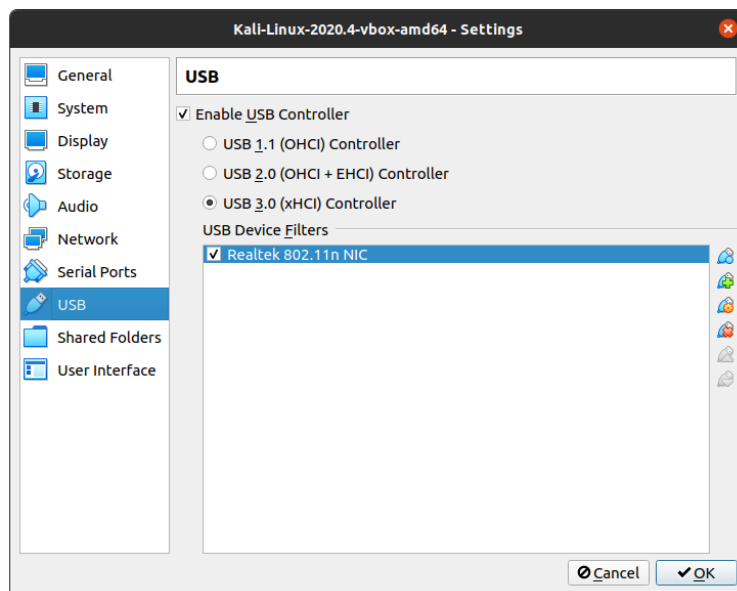 Kali-Linux-2020.4-vbox-amd64 - Settings
General
System
Display
Storage
Audio
Network
Serial Ports
USB
Shared Folders
User Interface
USB
Enable USB Controller
USB 1.1 (OHCI) Controller
USB 2.0 (OHCI + EHCI) Controller
USB 3.0 (xHCI) Controller
USB Device Filters
Realtek 802.11n NIC
Cancel
OK